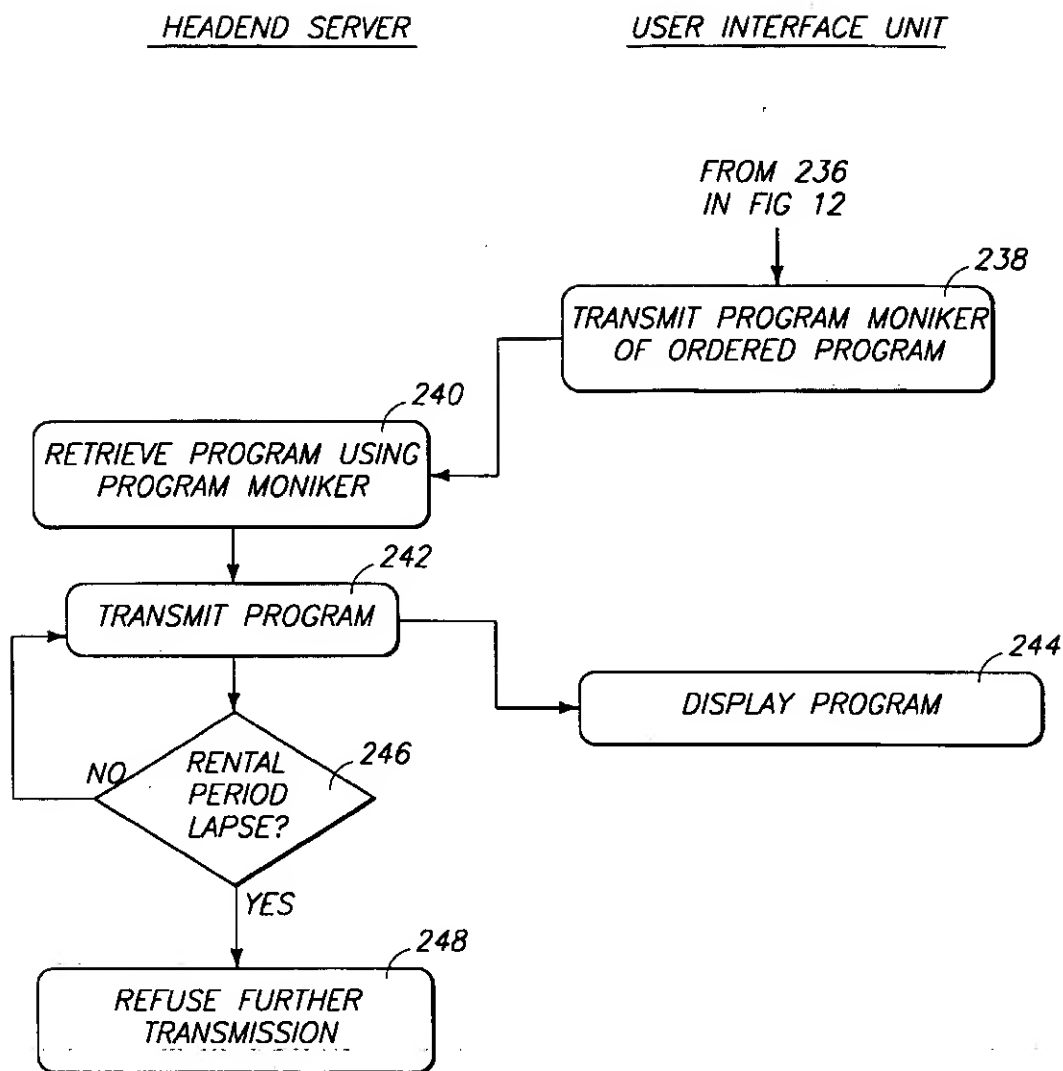 HEADEND SERVER
USER INTERFACE UNIT
FROM 236
IN FIG 12
238
TRANSMIT PROGRAM MONIKER
OF ORDERED PROGRAM
240
RETRIEVE PROGRAM USING
PROGRAM MONIKER
242
TRANSMIT PROGRAM
244
DISPLAY PROGRAM
246
NO
RENTAL
PERIOD
LAPSE?
YES
248
REFUSE FURTHER
TRANSMISSION